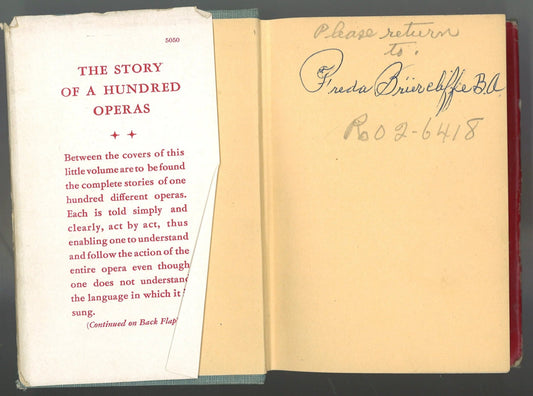 5050
THE STORY
OF A HUNDRED
OPERAS
Between the covers of this
little volume are to be found
the complete stories of one
hundred different operas.
Each is told simply and
clearly, act by act, thus
enabling one to understand
and follow the action of the
entire opera even though
one does not understand
the language in which it
sung.
(Continued on Back Flap
Please return
to:
Freda Briercliffe B.A.
Ro 2-6418